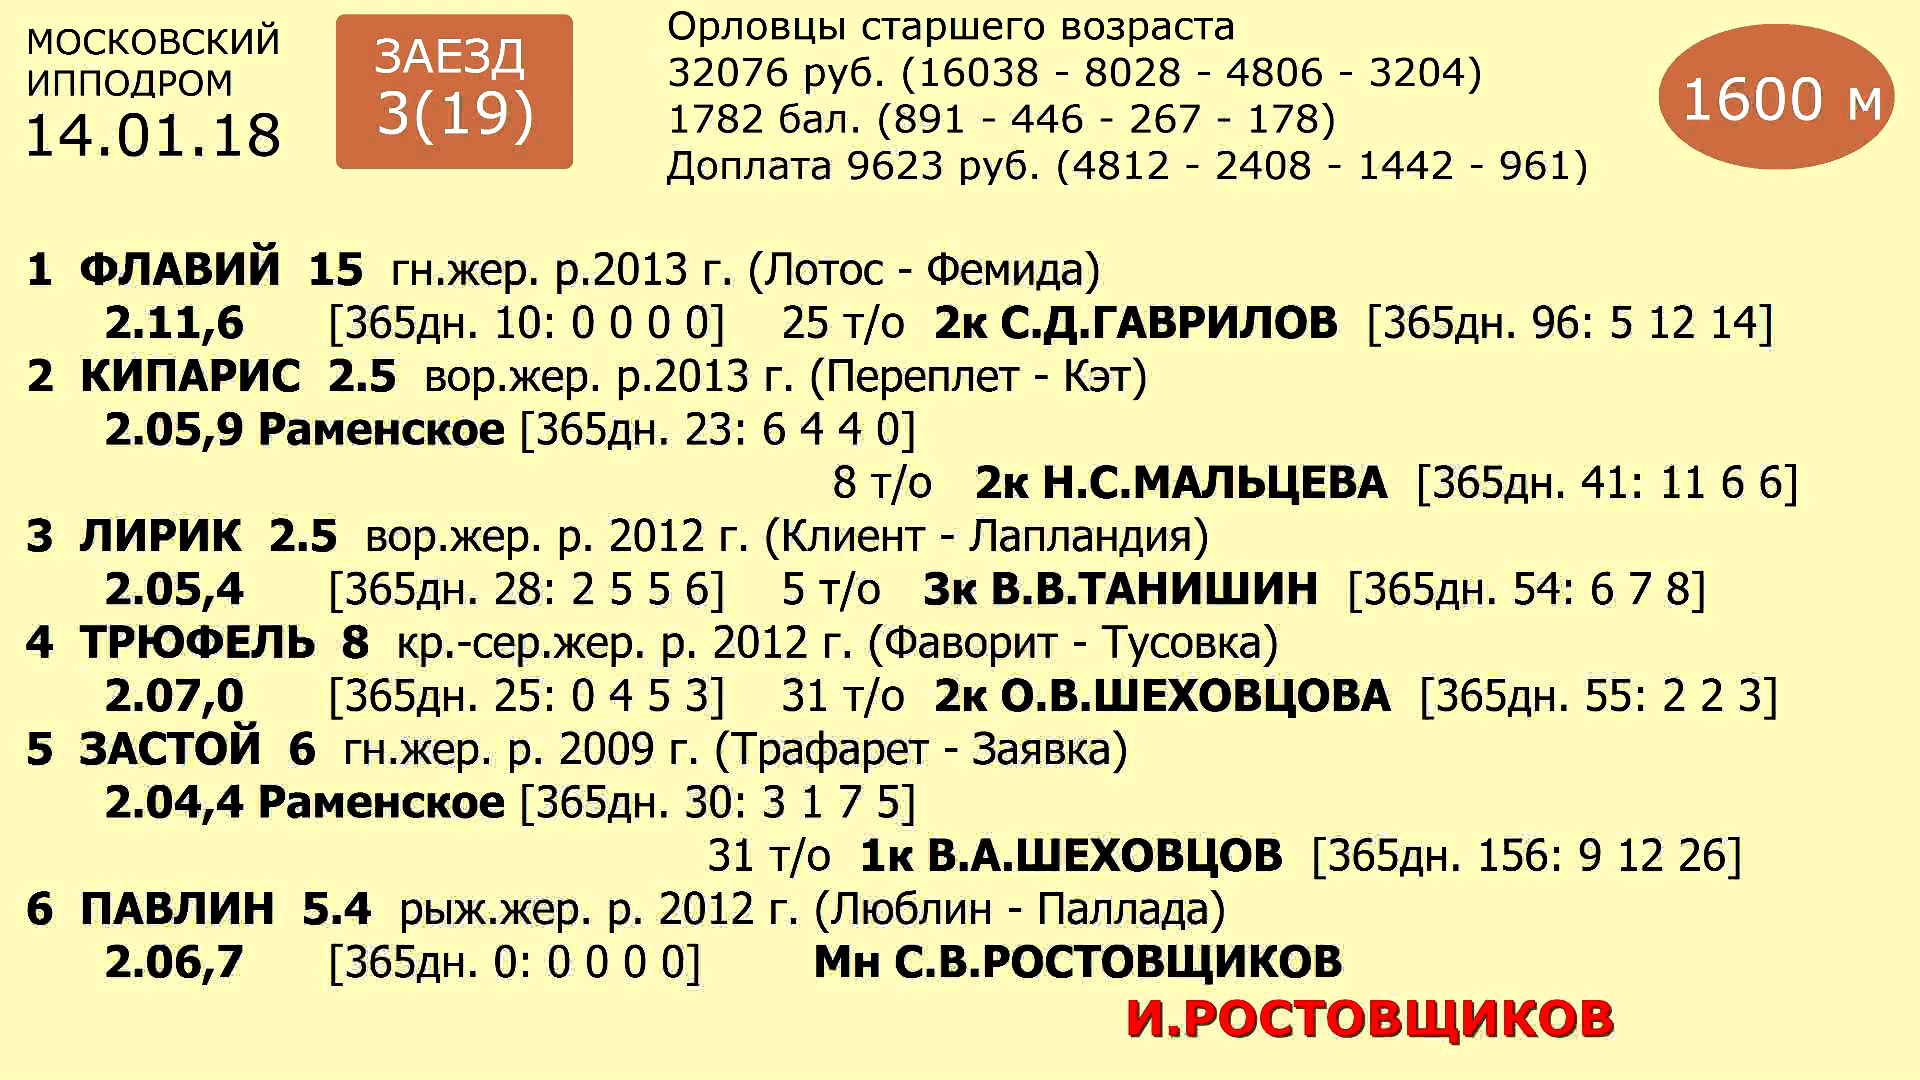 МОСКОВСКИЙ
ИППОДРОМ
14.01.18
ЗАЕЗД
3(19)
Орловцы старшего возраста
32076 руб. (16038 - 8028 - 4806 - 3204)
1782 бал. (891 - 446 - 267 - 178)
Доплата 9623 руб. (4812 - 2408 - 1442 - 961)
1600 м
1 ФЛАВИЙ 15 гн.жер. р.2013 г. (Лотос - Фемида)
2.11,6 [365дн. 10: 0 0 0 0] 25 т/о 2к С.Д.ГАВРИЛОВ [365дн. 96: 5 12 14]
2 КИПАРИС 2.5 вор.жер. р.2013 г. (Переплет - Кэт)
2.05,9 Раменское [365дн. 23: 6 4 4 0]
8 т/о 2к Н.С.МАЛЬЦЕВА [365дн. 41: 11 6 6]
3 ЛИРИК 2.5 вор.жер. р. 2012 г. (Клиент - Лапландия)
2.05,4 [365дн. 28: 2 5 5 6] 5 т/о 3к В.В.ТАНИШИН [365дн. 54: 6 7 8]
4 ТРЮФЕЛЬ 8 кр.-сер.жер. р. 2012 г. (Фаворит - Тусовка)
2.07,0 [365дн. 25: 0 4 5 3] 31 т/о 2к О.В.ШЕХОВЦОВА [365дн. 55: 2 2 3]
5 ЗАСТОЙ 6 гн.жер. р. 2009 г. (Трафарет - Заявка)
2.04,4 Раменское [365дн. 30: 3 1 7 5]
31 т/о 1к В.А.ШЕХОВЦОВ [365дн. 156: 9 12 26]
6 ПАВЛИН 5.4 рыж.жер. р. 2012 г. (Люблин - Паллада)
2.06,7 [365дн. 0: 0 0 0 0] Мн С.В.РОСТОВЩИКОВ
И.РОСТОВЩИКОВ